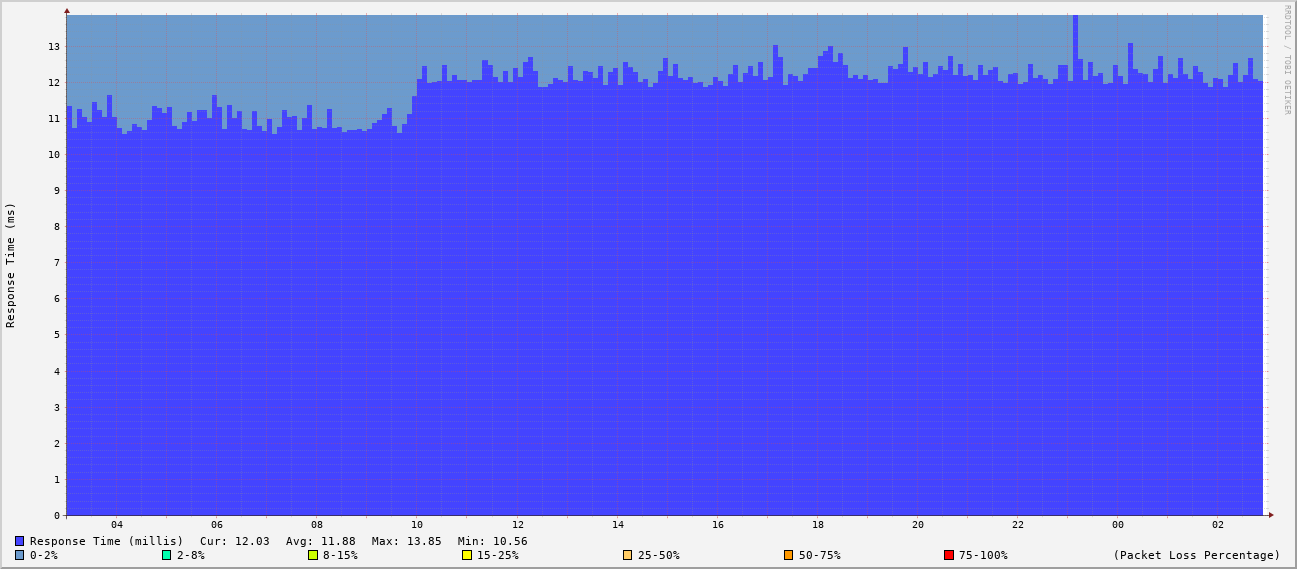 RRDTOOL / TOBI OETIKER
Response Time (ms)
13
12
11
10
9
8
7
6
5
4
3
2
1
0
04 06 08 10 12 14 16 18 20 22 00 02
Response Time (millis) Cur: 12.03 Avg: 11.88 Max: 13.85 Min: 10.56
0-2% 2-8% 8-15% 15-25% 25-50% 50-75% 75-100% (Packet Loss Percentage)